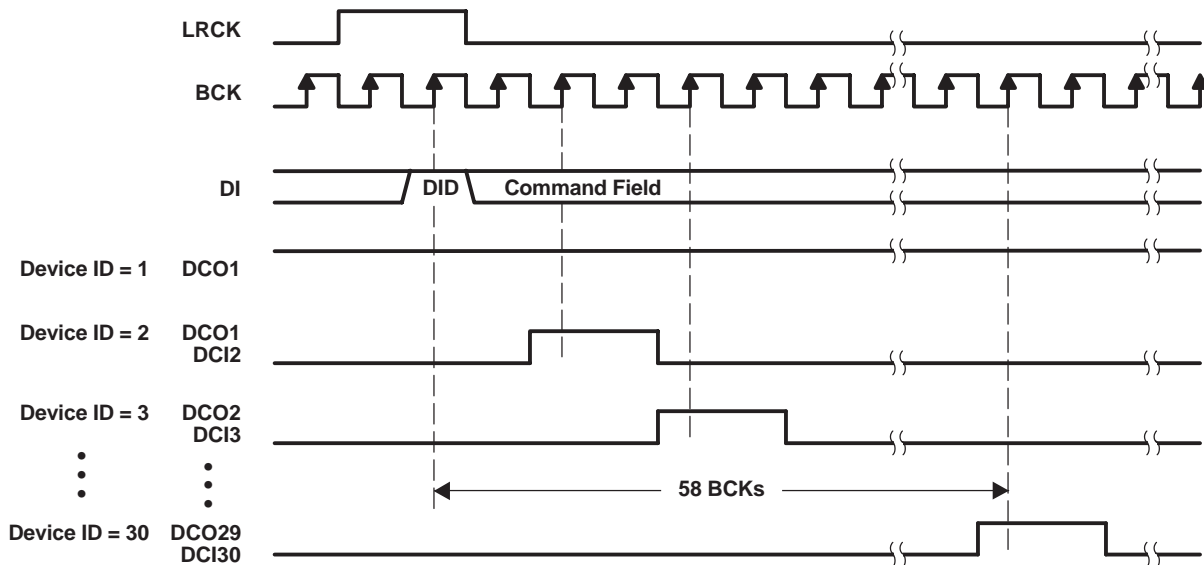 LRCK
BCK
DI
DID
Command Field
Device ID = 1 DCO1
Device ID = 2 DCO1
DCI2
Device ID = 3 DCO2
DCI3
58 BCKs
Device ID = 30 DCO29
DCI30